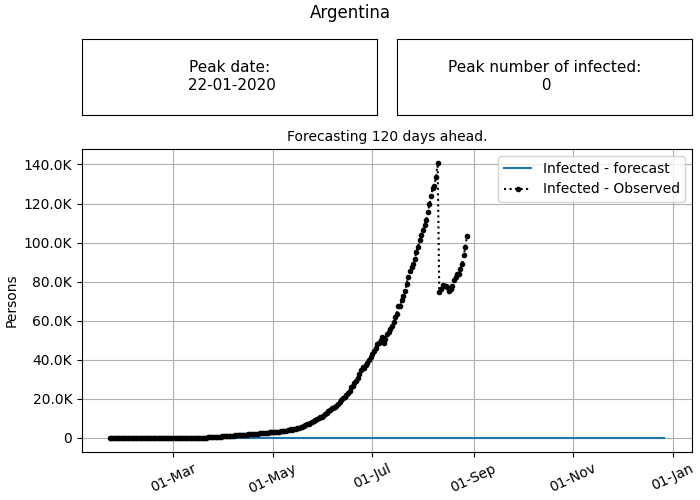 Argentina
Peak date:
22-01-2020
Peak number of infected:
0
Forecasting 120 days ahead.
Infected - forecast
Infected - Observed
Persons
140.0K
120.0K
100.0K
80.0K
60.0K
40.0K
20.0K
0
01-Mar
01-May
01-Jul
01-Sep
01-Nov
01-Jan